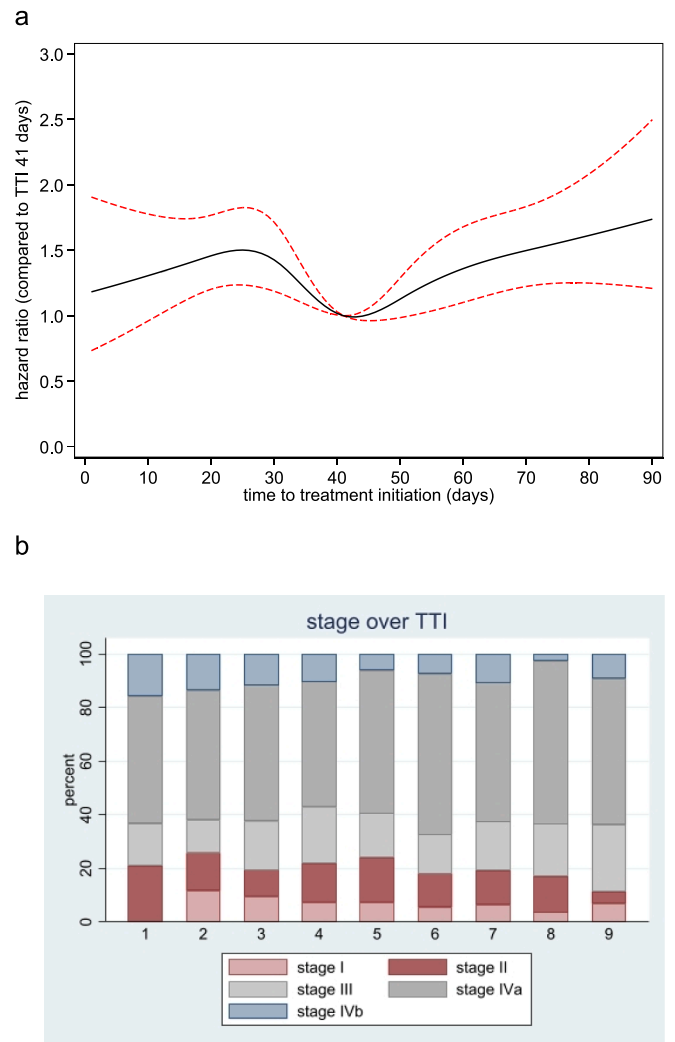 a
hazard ratio (compared to TTI 41 days)
3.0
2.5
2.0
1.5
1.0
0.5
0.0
0 10 20 30 40 50 60 70 80 90
time to treatment initiation (days)
b
stage over TTI
percent
100
80
60
40
20
0
1 2 3 4 5 6 7 8 9
stage I stage II
stage III stage IVa
stage IVb